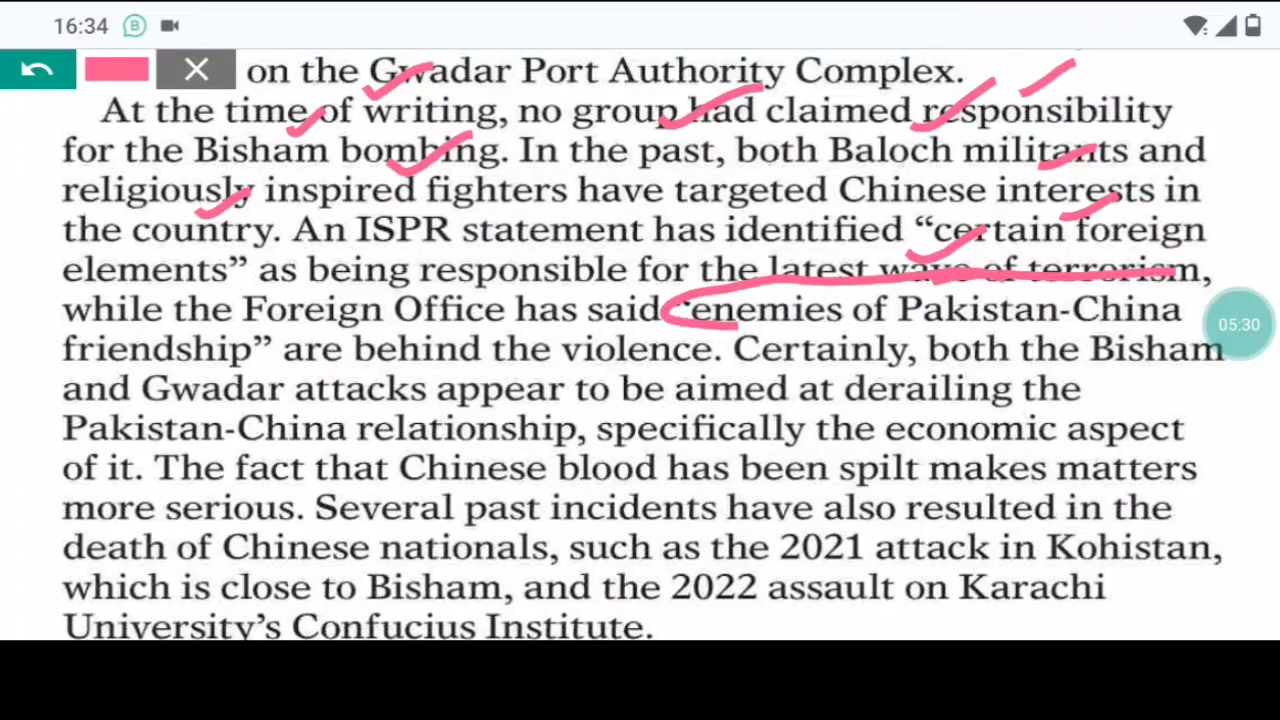 16:34
on the Gwadar Port Authority Complex.
At the time of writing, no group had claimed responsibility
for the Bisham bombing. In the past, both Baloch militants and
religiously inspired fighters have targeted Chinese interests in
the country. An ISPR statement has identified “certain foreign
elements” as being responsible for the latest wave of terrorism,
while the Foreign Office has said “enemies of Pakistan-China
05:30
friendship” are behind the violence. Certainly, both the Bisham
and Gwadar attacks appear to be aimed at derailing the
Pakistan-China relationship, specifically the economic aspect
of it. The fact that Chinese blood has been spilt makes matters
more serious. Several past incidents have also resulted in the
death of Chinese nationals, such as the 2021 attack in Kohistan,
which is close to Bisham, and the 2022 assault on Karachi
University’s Confucius Institute.